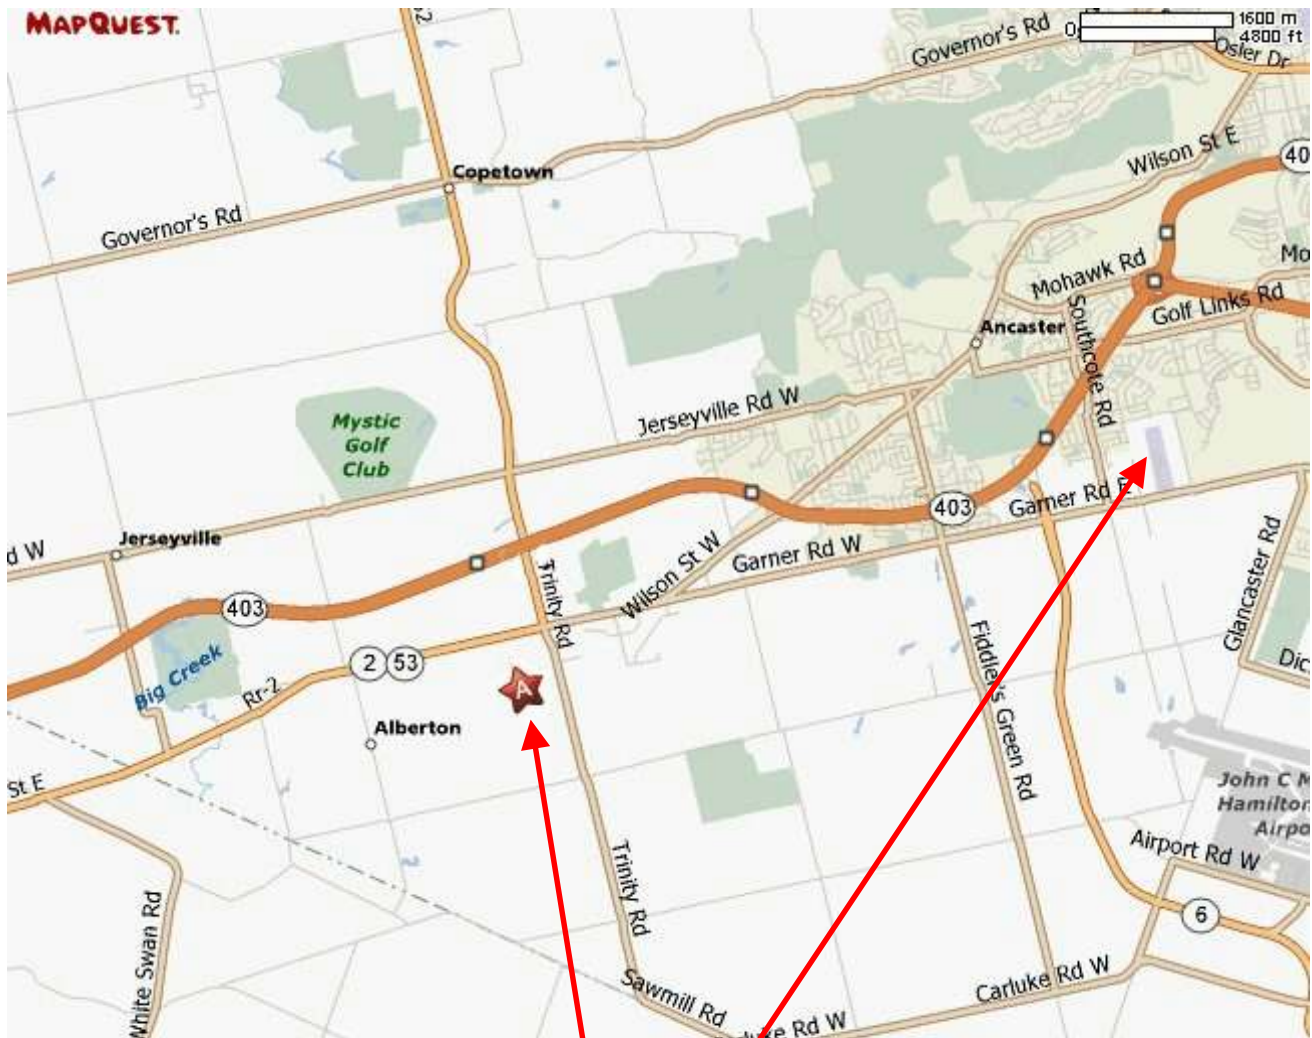 MAPQUEST.
1600 m
4800 ft
Governor's Rd
Osler Dr
Wilson St E
Copetown
Governor's Rd
Mohawk Rd
Golf Links Rd
Southcote Rd
Ancaster
Jerseyville Rd W
Mystic
Golf
Club
403
Garner Rd E
Jerseyville
Garner Rd W
Wilson St W
Trinity Rd
Glancaster Rd
403
Big Creek
Rr-2
2
53
A
Fiddler's Green Rd
Alberton
St E
John C M
Hamilton
Airpo
Airport Rd W
Trinity Rd
White Swan Rd
6
Sawmill Rd
Carluke Rd W
Rd W